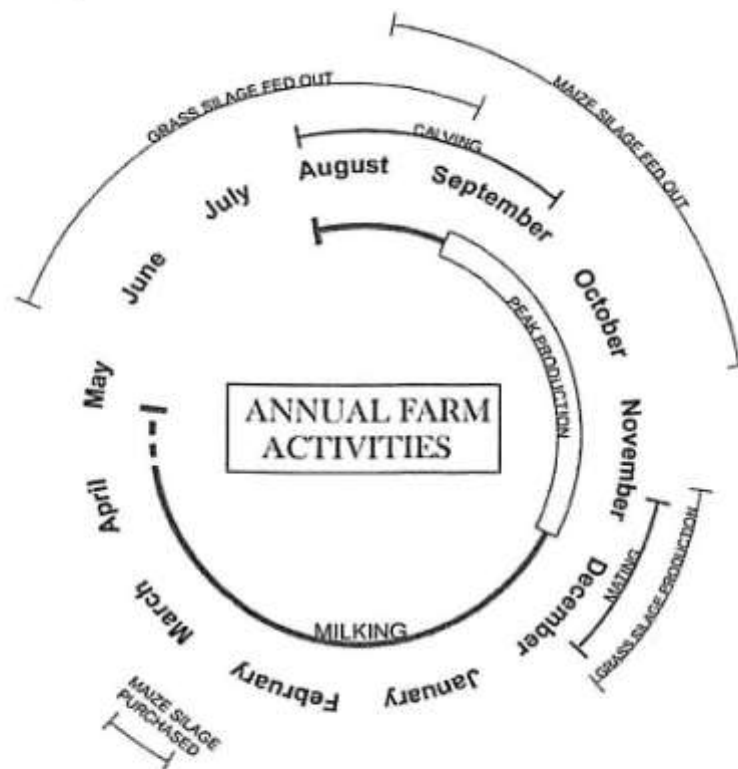 MAIZE SILAGE FED OUT
GRASS SILAGE FED OUT
CALVING
August
September
October
November
December
January
February
March
April
May
June
July
PEAK PRODUCTION
ANNUAL FARM
ACTIVITIES
MATING
GRASS SILAGE PRODUCTION
MILKING
MAIZE SILAGE
PURCHASED